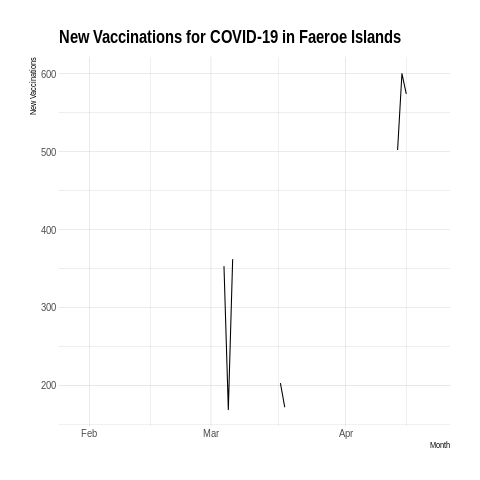 New Vaccinations for COVID-19 in Faeroe Islands
New Vaccinations
600
500
400
300
200
Feb Mar Apr
Month